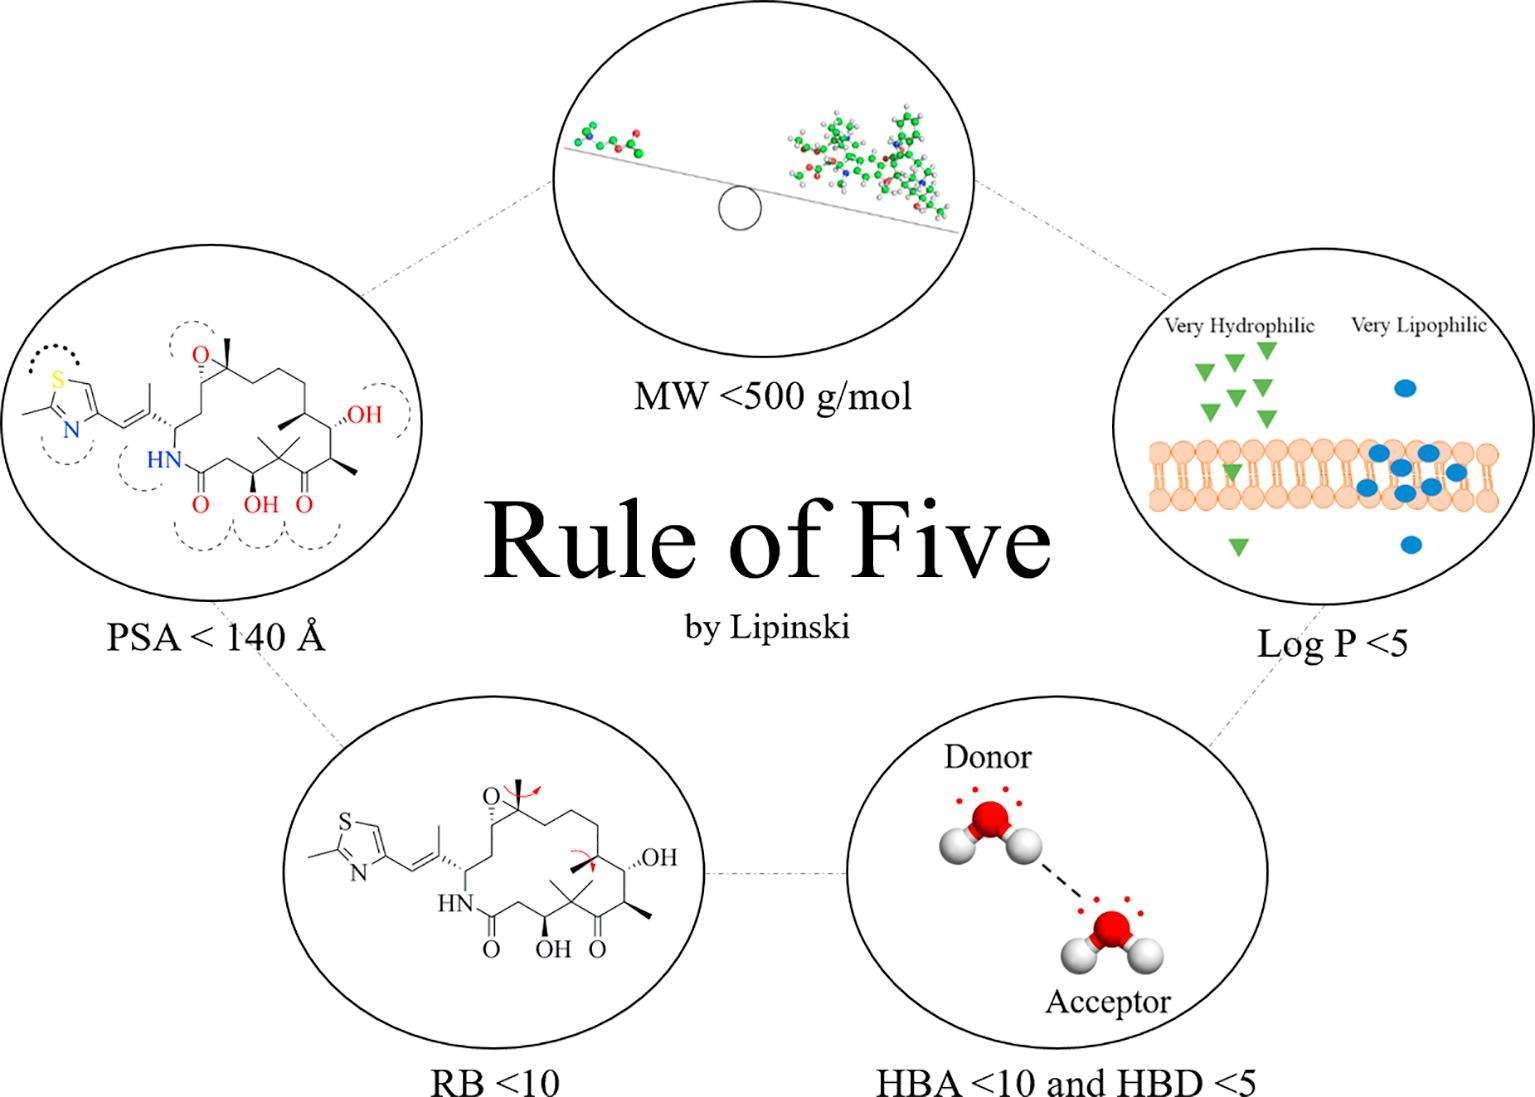 MW <500 g/mol
Very Hydrophilic
Very Lipophilic
S
N
O
HN
OH
O
OH
O
Rule of Five
by Lipinski
PSA < 140 Å
Log P <5
S
N
O
HN
OH
O
OH
O
Donor
Acceptor
RB <10
HBA <10 and HBD <5